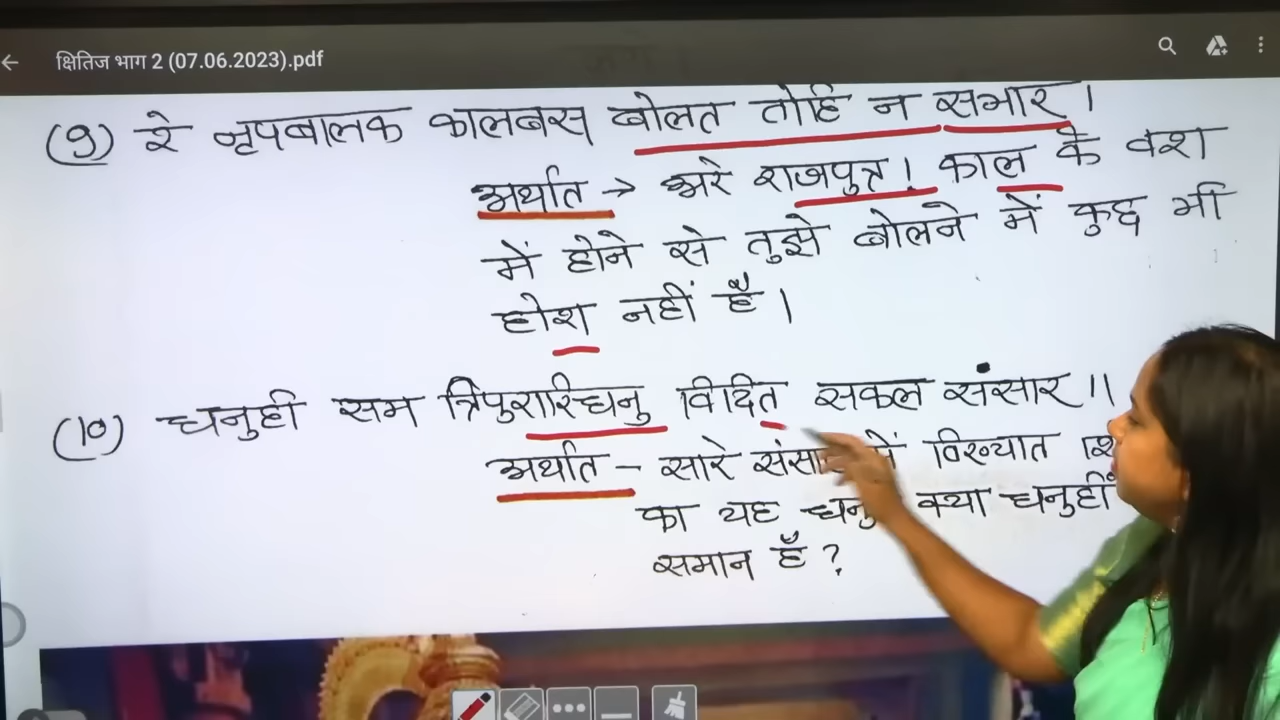 क्षितिज भाग 2 (07.06.2023).pdf
(9) रे नृपबालक कालबस बोलत तोहि न सभार ।
अर्थात → अरे राजपुत्र। काल के वश
में होने से तुझे बोलने में कुछ भी
होश नहीं है।
(10) धनुही सम त्रिपुरारिधनु विदित सकल संसार ॥
अर्थात – सारे में विख्यात
का यह क्या धनुही
समान है ?